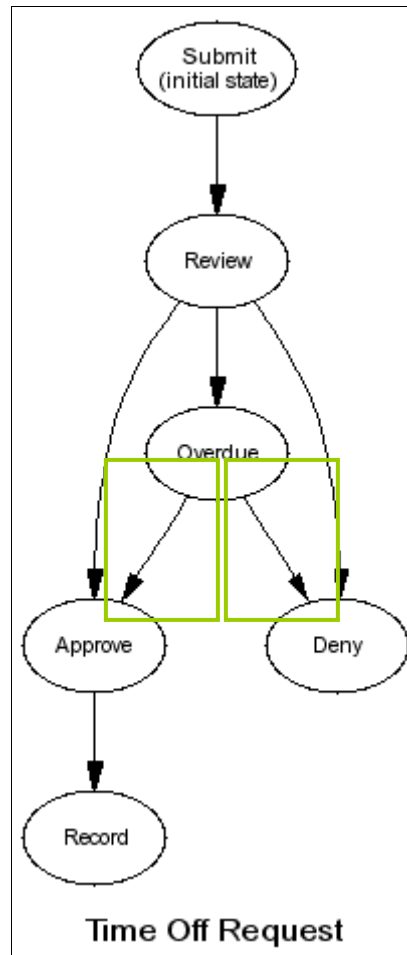 Submit
(initial state)
Review
Overdue
Approve
Deny
Record
Time Off Request